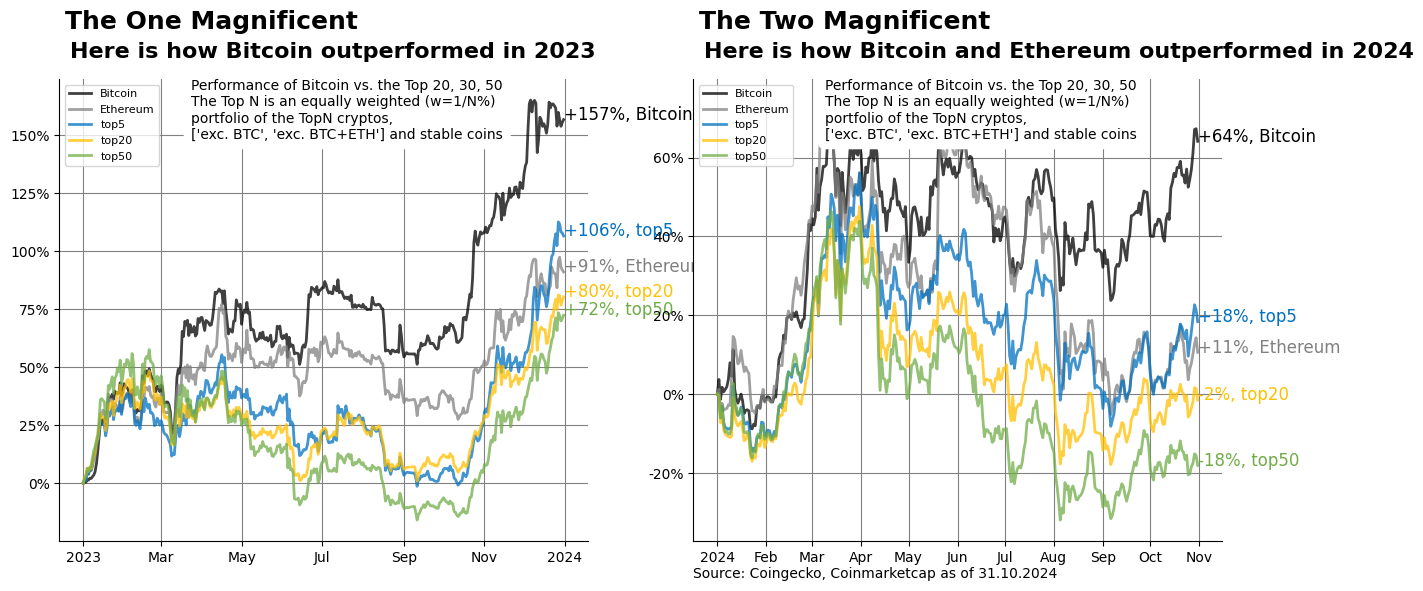 The One Magnificent
Here is how Bitcoin outperformed in 2023
Bitcoin
Ethereum
top5
top20
top50
Performance of Bitcoin vs. the Top 20, 30, 50
The Top N is an equally weighted (w=1/N%)
portfolio of the TopN cryptos,
['exc. BTC', 'exc. BTC+ETH'] and stable coins
150%
125%
100%
75%
50%
25%
0%
+157%, Bitcoin
+106%, top5
+91%, Ethereu
+80%, top20
+72%, top50
2023 Mar May Jul Sep Nov 2024
The Two Magnificent
Here is how Bitcoin and Ethereum outperformed in 2024
Bitcoin
Ethereum
top5
top20
top50
Performance of Bitcoin vs. the Top 20, 30, 50
The Top N is an equally weighted (w=1/N%)
portfolio of the TopN cryptos,
['exc. BTC', 'exc. BTC+ETH'] and stable coins
60%
40%
20%
0%
-20%
+64%, Bitcoin
+18%, top5
+11%, Ethereum
-2%, top20
-18%, top50
2024 Feb Mar Apr May Jun Jul Aug Sep Oct Nov
Source: Coingecko, Coinmarketcap as of 31.10.2024